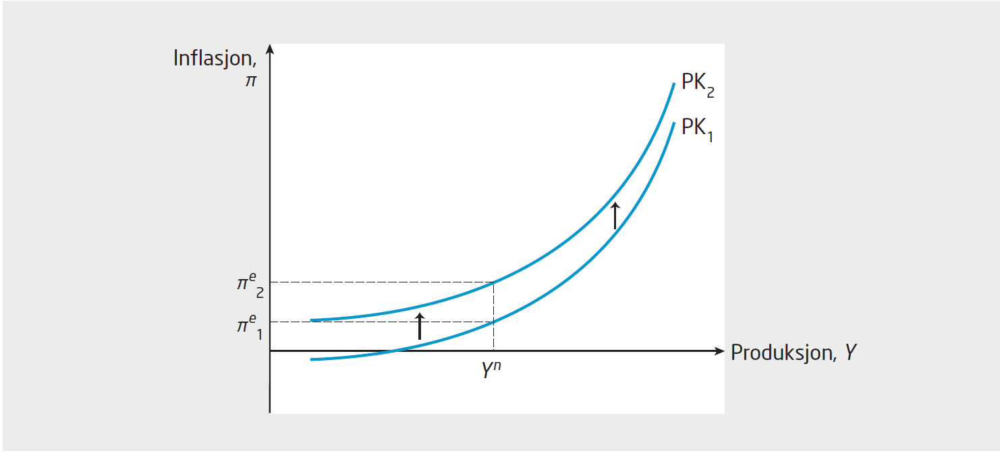 Inflasjon,
π
PK₂
PK₁
πᵉ₂
πᵉ₁
Produksjon, Y
Yⁿ